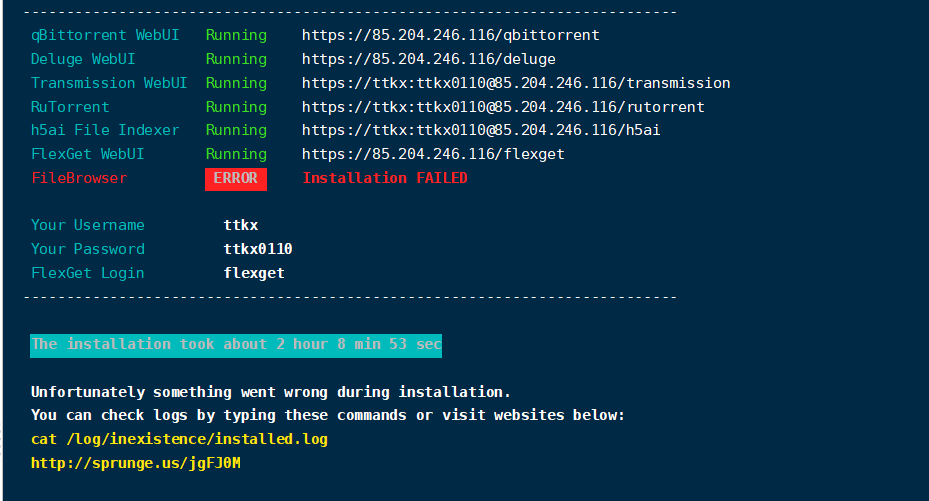 --------------------------------------------------------------------------
qBittorrent WebUI Running https://85.204.246.116/qbittorrent
Deluge WebUI Running https://85.204.246.116/deluge
Transmission WebUI Running https://ttkx:ttkx0110@85.204.246.116/transmission
RuTorrent Running https://ttkx:ttkx0110@85.204.246.116/rutorrent
h5ai File Indexer Running https://ttkx:ttkx0110@85.204.246.116/h5ai
FlexGet WebUI Running https://85.204.246.116/flexget
FileBrowser ERROR Installation FAILED
Your Username ttkx
Your Password ttkx0110
FlexGet Login flexget
--------------------------------------------------------------------------
The installation took about 2 hour 8 min 53 sec
Unfortunately something went wrong during installation.
You can check logs by typing these commands or visit websites below:
cat /log/inexistence/installed.log
http://sprunge.us/jgFJ0M